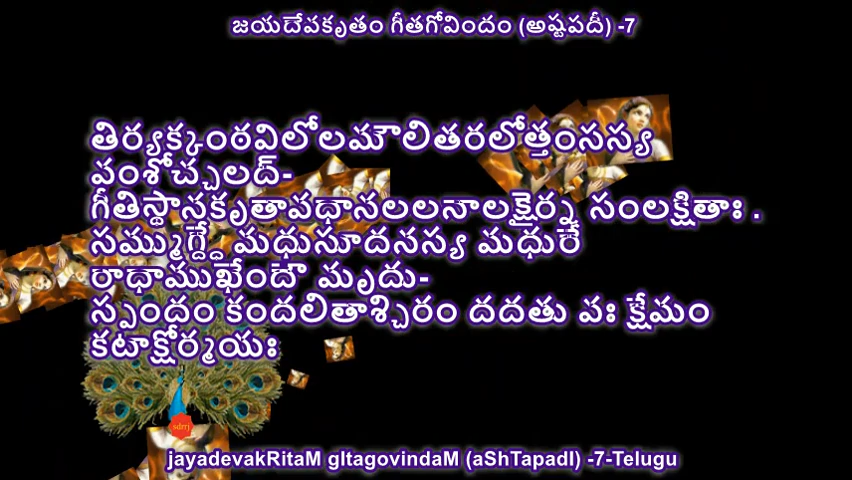 జయదేవకృతం గీతగోవిందం (అష్టపదీ) -7
తిర్యక్కంఠవిలోలమౌలితరలోత్తంసస్య
వంశోచ్చలద్-
గీతిస్థానకృతావధానలలనాలక్షైర్న సంలక్షితాః .
సమ్ముగ్ద్ధే మధుసూదనస్య మధురే
రాధాముఖేందౌ మృదు-
స్పందం కందలితాశ్చిరం దదతు వః క్షేమం
కటాక్షోర్మయః
sdrrj
jayadevakRitaM gItagovindaM (aShTapadI) -7-Telugu